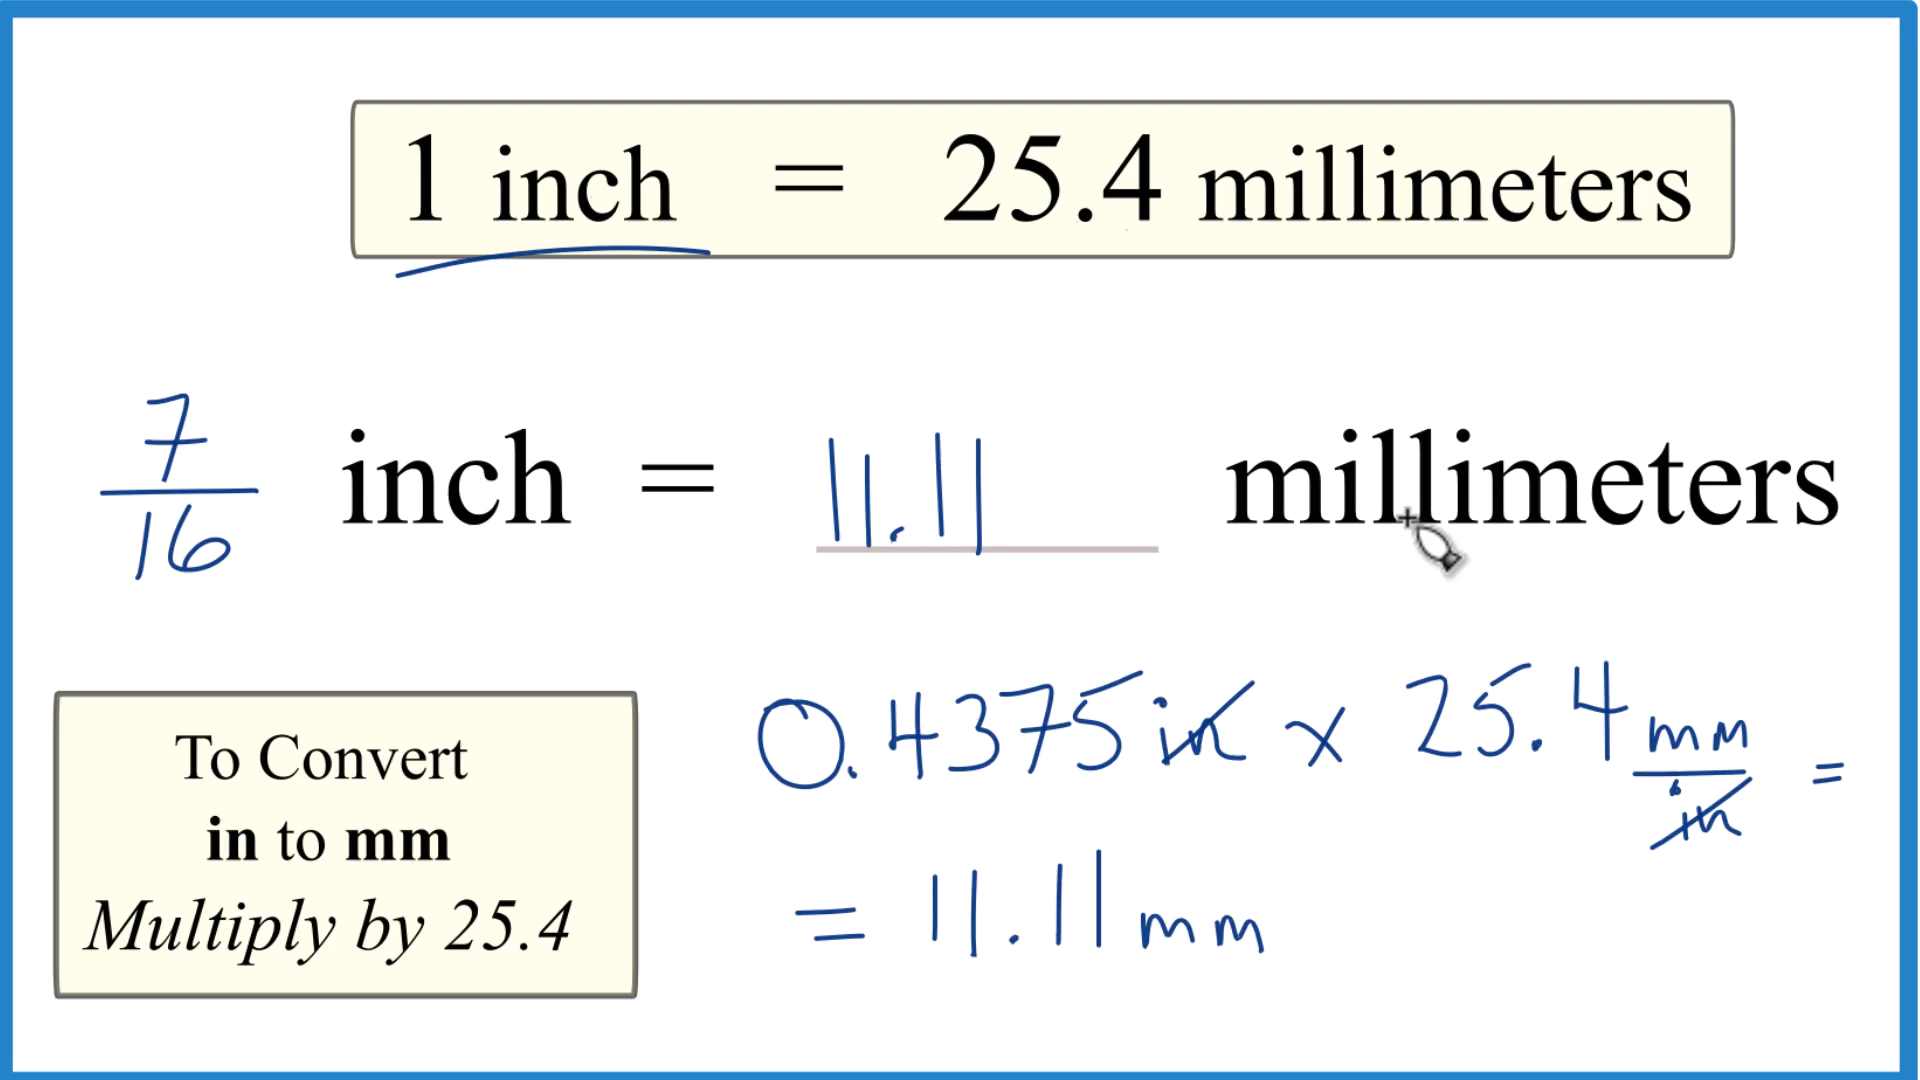 1 inch = 25.4 millimeters
7/16 inch = 11.11 millimeters
To Convert
in to mm
Multiply by 25.4
0.4375 in x 25.4 mm/in =
= 11.11 mm